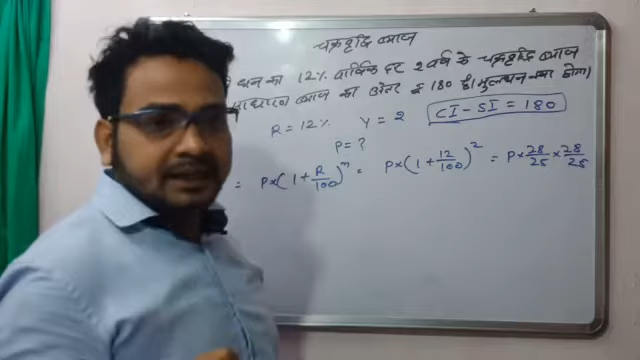 चक्रवृद्धि ब्याज
धन का 12% वार्षिक दर 2 वर्ष के चक्रवृद्धि ब्याज
साधारण ब्याज का अंतर ₹ 180 है। मूलधन क्या होगा।
R = 12% Y = 2 CI - SI = 180
P = ?
= P×(1+R/100)^n = P×(1+12/100)^2 = P×28/25×28/25